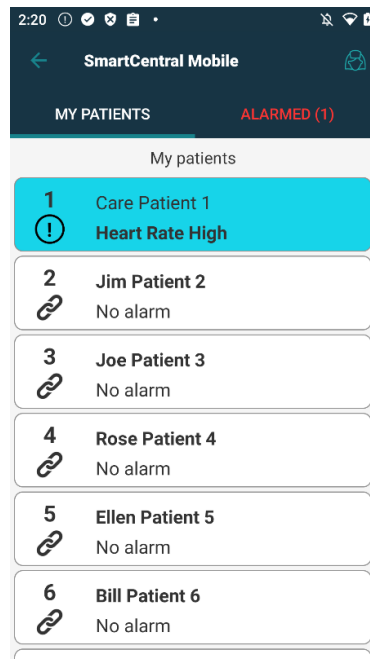 2:20
SmartCentral Mobile
MY PATIENTS
ALARMED (1)
My patients
1
Care Patient 1
Heart Rate High
2
Jim Patient 2
No alarm
3
Joe Patient 3
No alarm
4
Rose Patient 4
No alarm
5
Ellen Patient 5
No alarm
6
Bill Patient 6
No alarm